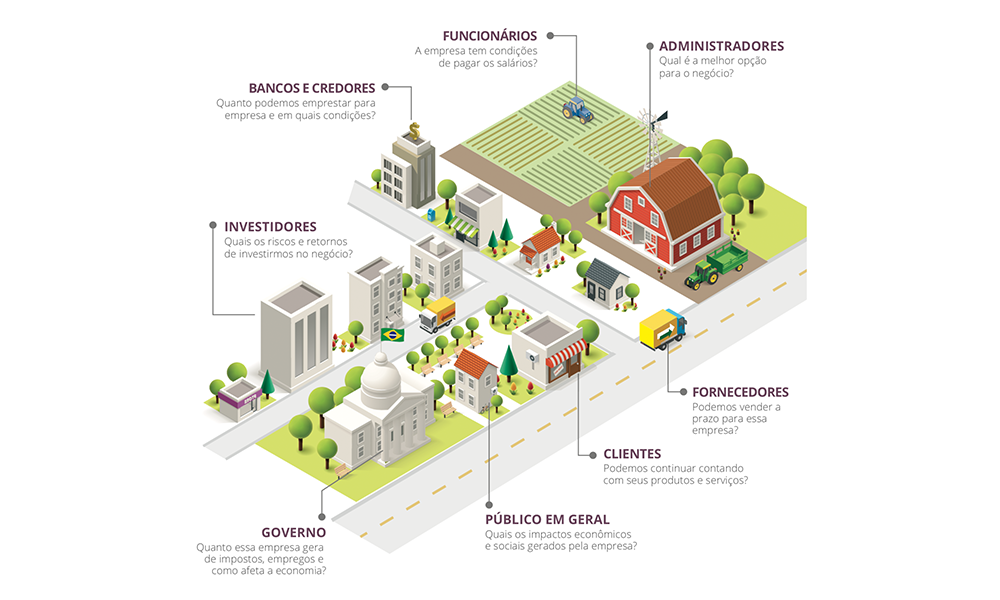 FUNCIONÁRIOS
A empresa tem condições
de pagar os salários?
ADMINISTRADORES
Qual é a melhor opção
para o negócio?
BANCOS E CREDORES
Quanto podemos emprestar para
empresa e em quais condições?
$
INVESTIDORES
Quais os riscos e retornos
de investirmos no negócio?
FORNECEDORES
Podemos vender a
prazo para essa
empresa?
CLIENTES
Podemos continuar contando
com seus produtos e serviços?
PÚBLICO EM GERAL
Quais os impactos econômicos
e sociais gerados pela empresa?
GOVERNO
Quanto essa empresa gera
de impostos, empregos e
como afeta a economia?